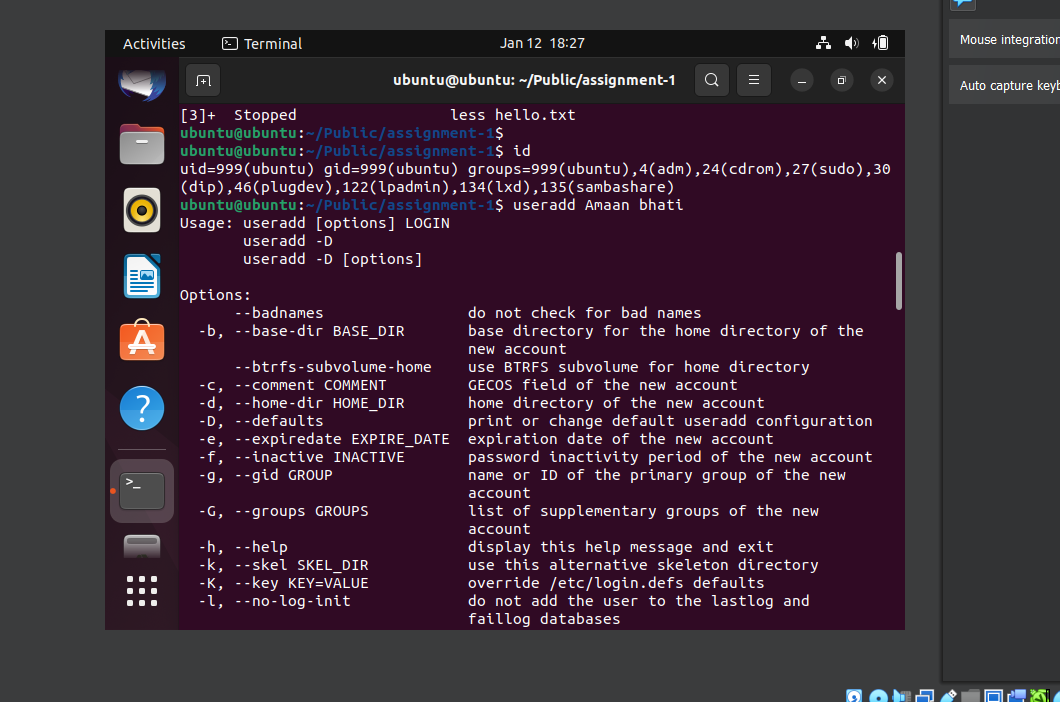 Mouse integration
Auto capture keyb
Activities
Terminal
Jan 12 18:27
ubuntu@ubuntu: ~/Public/assignment-1
[3]+  Stopped                 less hello.txt
ubuntu@ubuntu:~/Public/assignment-1$
ubuntu@ubuntu:~/Public/assignment-1$ id
uid=999(ubuntu) gid=999(ubuntu) groups=999(ubuntu),4(adm),24(cdrom),27(sudo),30
(dip),46(plugdev),122(lpadmin),134(lxd),135(sambashare)
ubuntu@ubuntu:~/Public/assignment-1$ useradd Amaan bhati
Usage: useradd [options] LOGIN
       useradd -D
       useradd -D [options]
Options:
      --badnames                do not check for bad names
  -b, --base-dir BASE_DIR       base directory for the home directory of the
                                new account
      --btrfs-subvolume-home    use BTRFS subvolume for home directory
  -c, --comment COMMENT         GECOS field of the new account
  -d, --home-dir HOME_DIR       home directory of the new account
  -D, --defaults                print or change default useradd configuration
  -e, --expiredate EXPIRE_DATE  expiration date of the new account
  -f, --inactive INACTIVE       password inactivity period of the new account
  -g, --gid GROUP               name or ID of the primary group of the new
                                account
  -G, --groups GROUPS           list of supplementary groups of the new
                                account
  -h, --help                    display this help message and exit
  -k, --skel SKEL_DIR           use this alternative skeleton directory
  -K, --key KEY=VALUE           override /etc/login.defs defaults
  -l, --no-log-init             do not add the user to the lastlog and
                                faillog databases